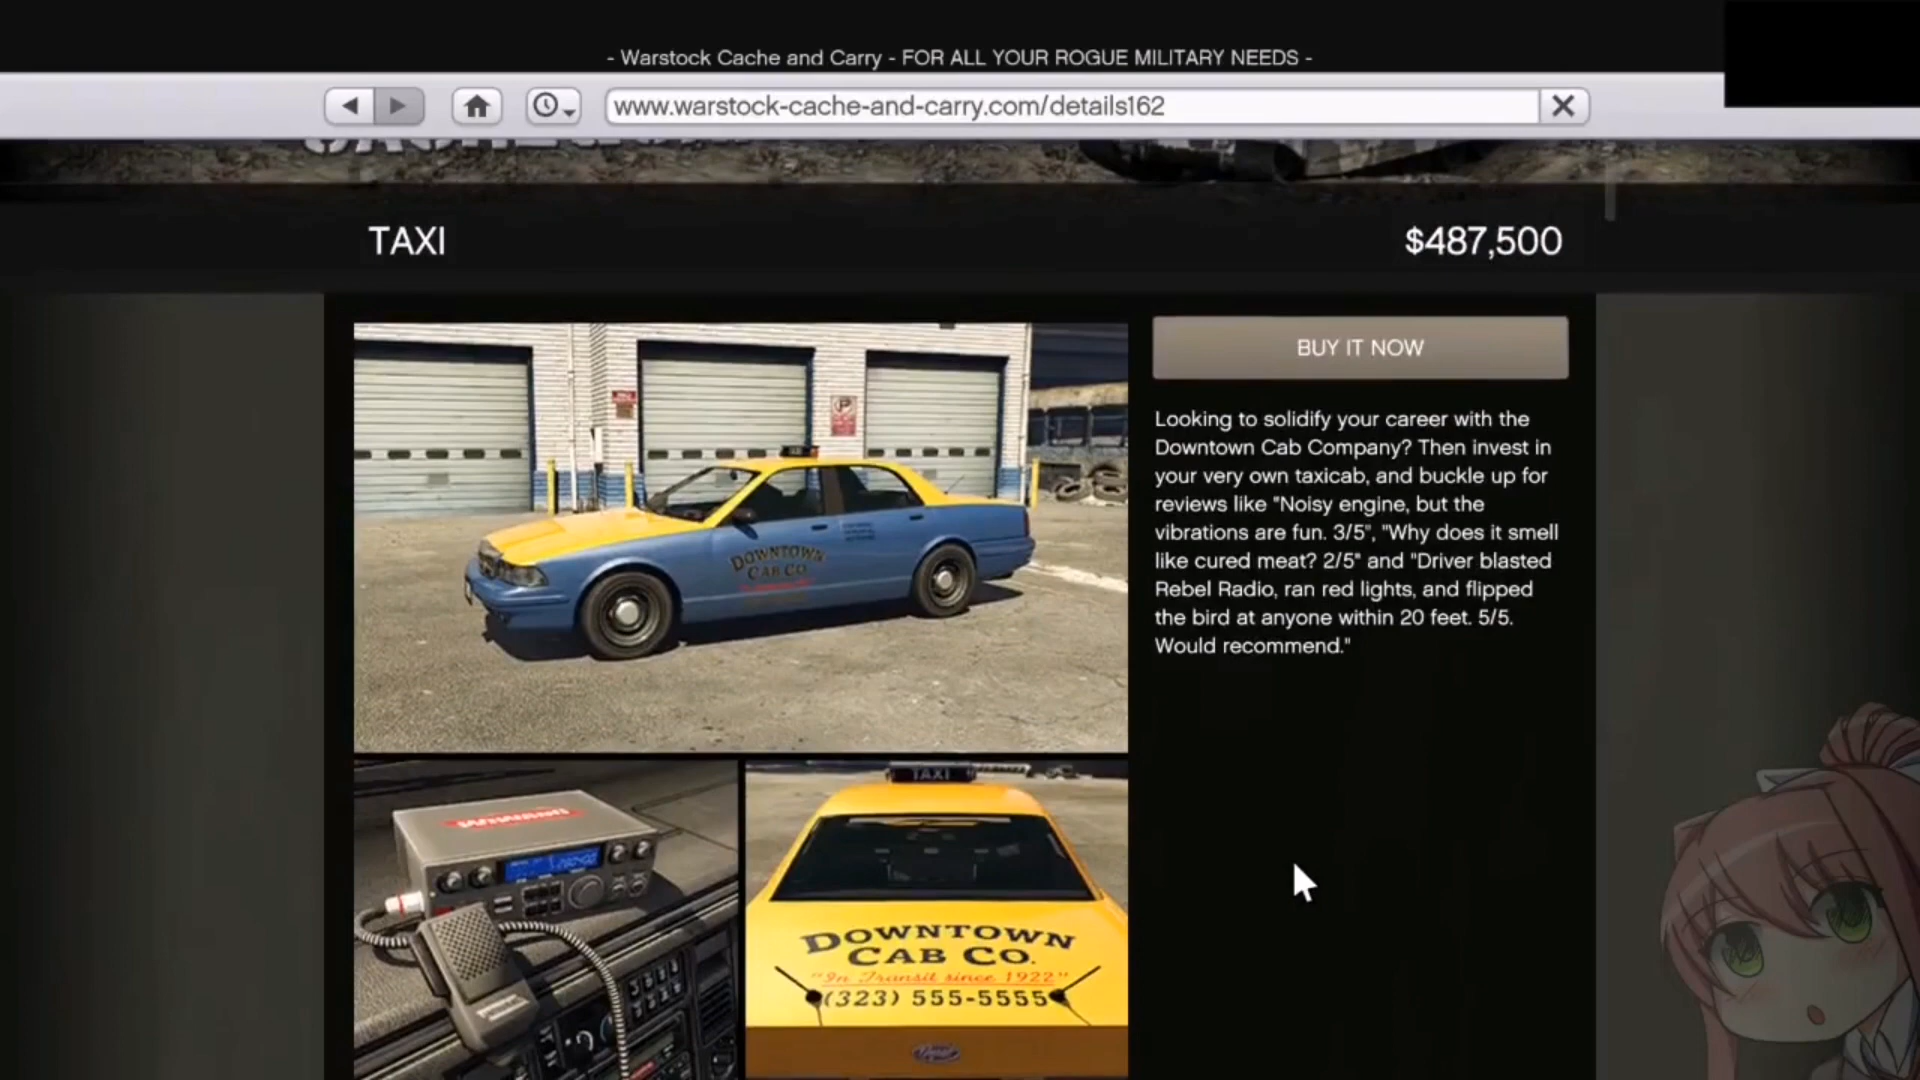 - Warstock Cache and Carry - FOR ALL YOUR ROGUE MILITARY NEEDS -
www.warstock-cache-and-carry.com/details162
TAXI
$487,500
BUY IT NOW
Looking to solidify your career with the
Downtown Cab Company? Then invest in
your very own taxicab, and buckle up for
reviews like "Noisy engine, but the
vibrations are fun. 3/5", "Why does it smell
like cured meat? 2/5" and "Driver blasted
Rebel Radio, ran red lights, and flipped
the bird at anyone within 20 feet. 5/5.
Would recommend."
DOWNTOWN
CAB CO.
TAXI
DOWNTOWN
CAB CO.
"In Transit since 1922"
(323) 555-5555